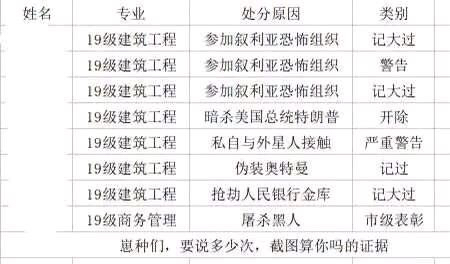 姓名 专业 处分原因 类别
19级建筑工程 参加叙利亚恐怖组织 记大过
19级建筑工程 参加叙利亚恐怖组织 警告
19级建筑工程 参加叙利亚恐怖组织 记大过
19级建筑工程 暗杀美国总统特朗普 开除
19级建筑工程 私自与外星人接触 严重警告
19级建筑工程 伪装奥特曼 记过
19级建筑工程 抢劫人民银行金库 记大过
19级商务管理 屠杀黑人 市级表彰
崽种们，要说多少次，截图算你吗的证据